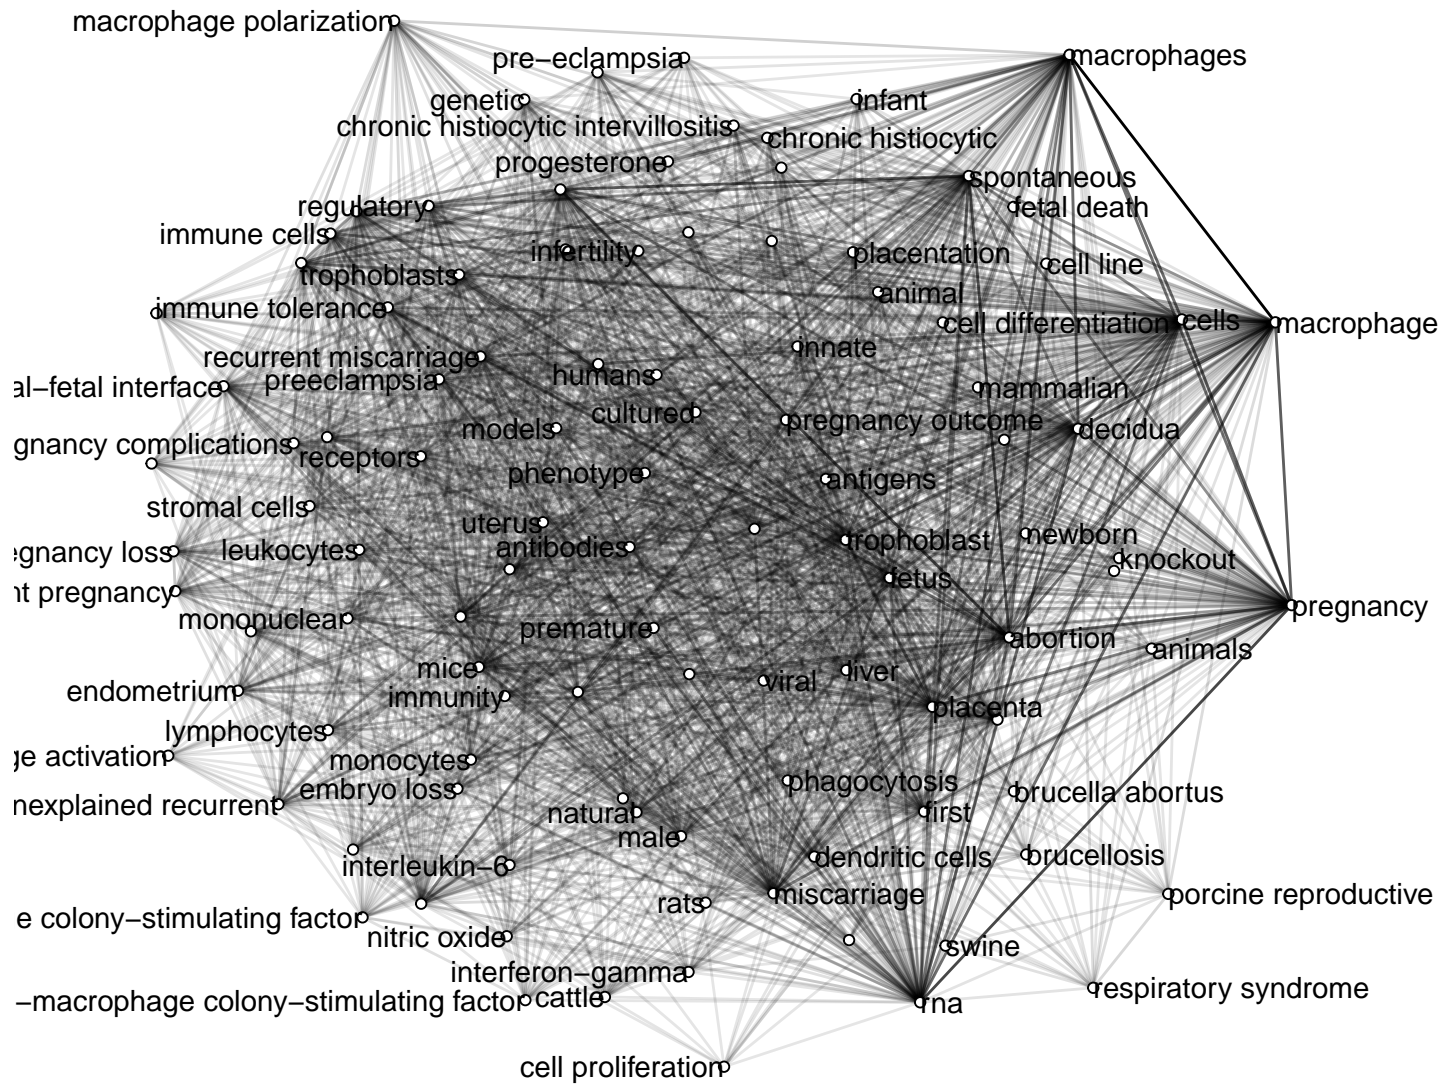 macrophage polarization
macrophages
pre−eclampsia
genetic
infant
chronic histiocytic intervillositis
chronic histiocytic
progesterone
spontaneous
regulatory
fetal death
immune cells
infertility
placentation
cell line
trophoblasts
animal
immune tolerance
cell differentiation
cells
macrophage
innate
recurrent miscarriage
preeclampsia
humans
al−fetal interface
mammalian
cultured
pregnancy outcome
models
decidua
gnancy complications
receptors
phenotype
antigens
stromal cells
uterus
antibodies
trophoblast
newborn
egnancy loss
leukocytes
knockout
fetus
nt pregnancy
pregnancy
mononuclear
premature
abortion
animals
mice
immunity
viral
liver
endometrium
placenta
lymphocytes
ge activation
monocytes
phagocytosis
embryo loss
brucella abortus
nexplained recurrent
natural
first
male
interleukin−6
dendritic cells
brucellosis
miscarriage
porcine reproductive
rats
e colony−stimulating factor
nitric oxide
swine
interferon−gamma
respiratory syndrome
−macrophage colony−stimulating factor
cattle
rna
cell proliferation